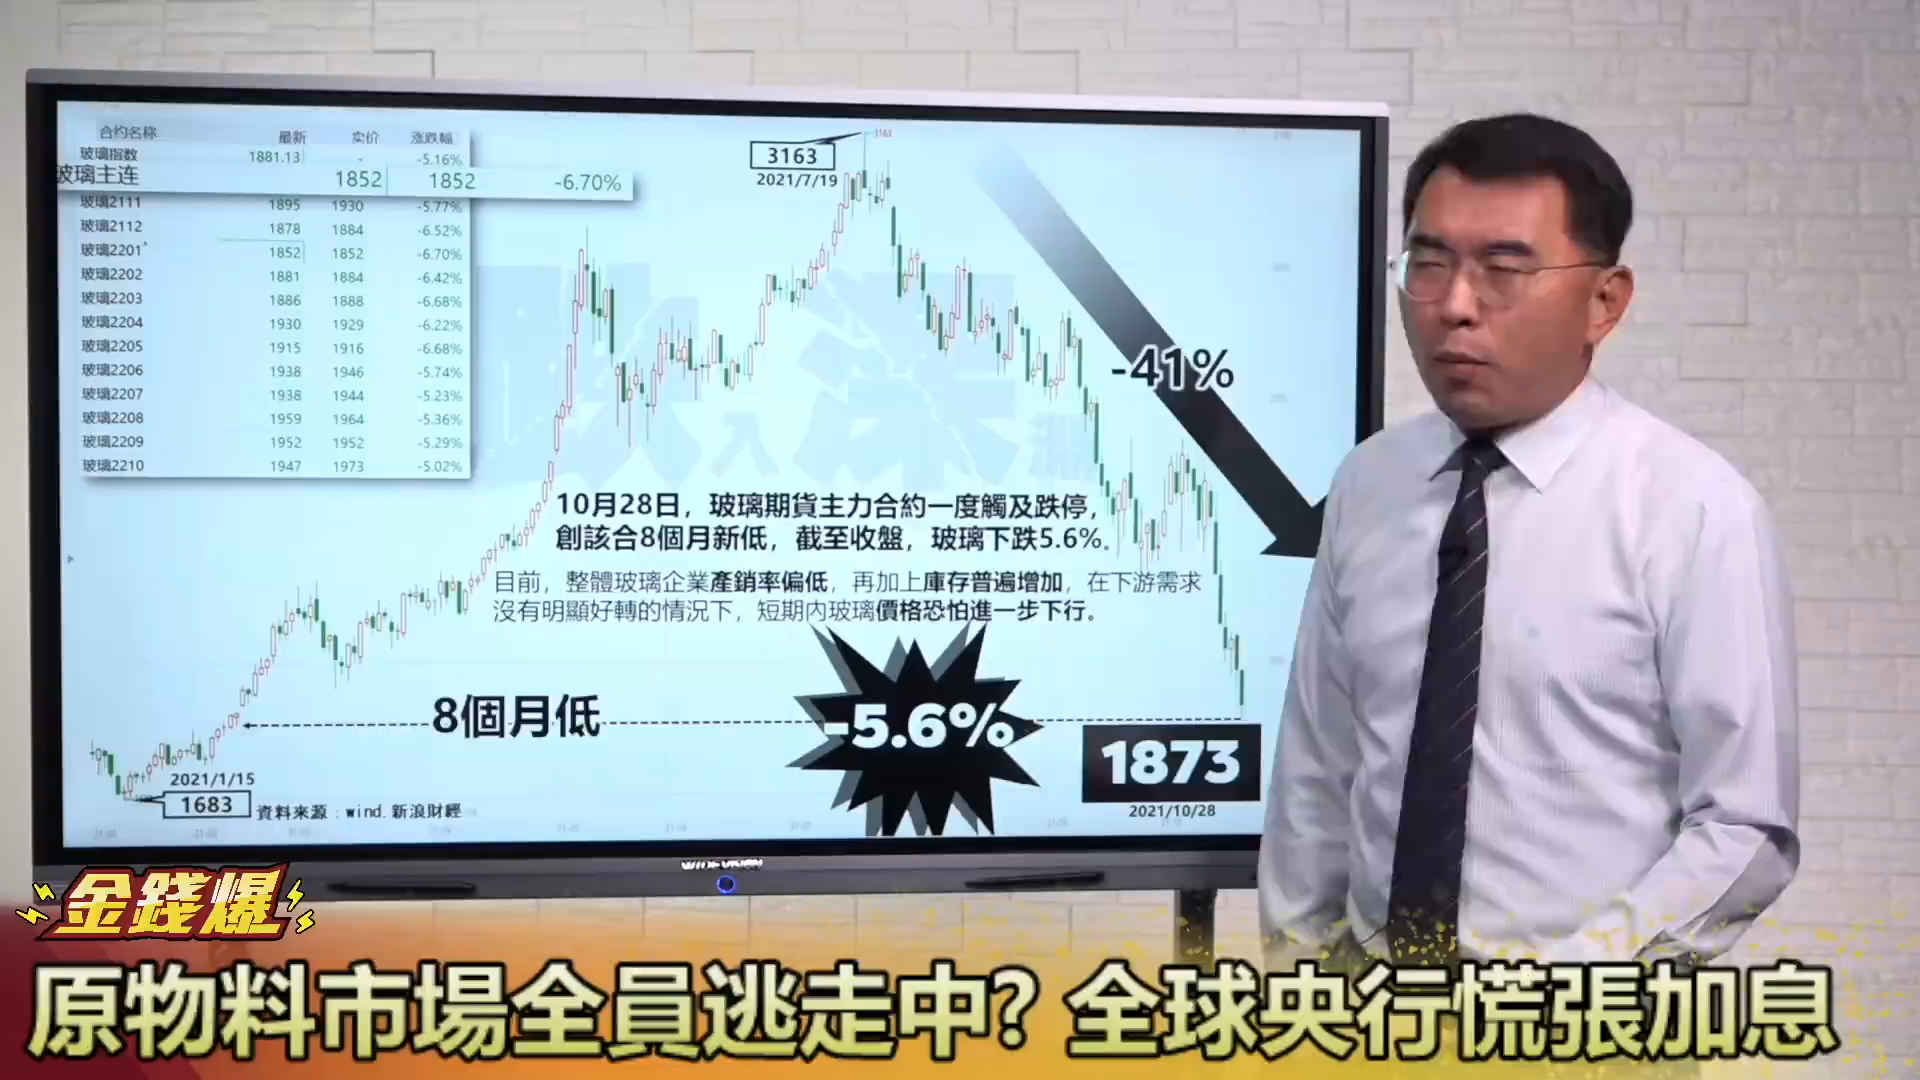 合约名称 最新 卖价 涨跌幅
玻璃指数 1881.13 - -5.16%
玻璃主连 1852 1852 -6.70%
玻璃2111 1895 1930 -5.77%
玻璃2112 1878 1884 -6.52%
玻璃2201 1852 1852 -6.70%
玻璃2202 1881 1884 -6.42%
玻璃2203 1886 1888 -6.68%
玻璃2204 1930 1929 -6.22%
玻璃2205 1915 1916 -6.68%
玻璃2206 1938 1946 -5.74%
玻璃2207 1938 1944 -5.23%
玻璃2208 1959 1964 -5.36%
玻璃2209 1952 1952 -5.29%
玻璃2210 1947 1973 -5.02%
3163
3163
2021/7/19
-41%
10月28日，玻璃期貨主力合約一度觸及跌停，
創該合8個月新低，截至收盤，玻璃下跌5.6%。
目前，整體玻璃企業產銷率偏低，再加上庫存普遍增加，在下游需求
沒有明顯好轉的情況下，短期內玻璃價格恐怕進一步下行。
8個月低
-5.6%
1873
2021/10/28
2021/1/15
1683
資料來源：wind.新浪財經
金錢爆
原物料市場全員逃走中? 全球央行慌張加息